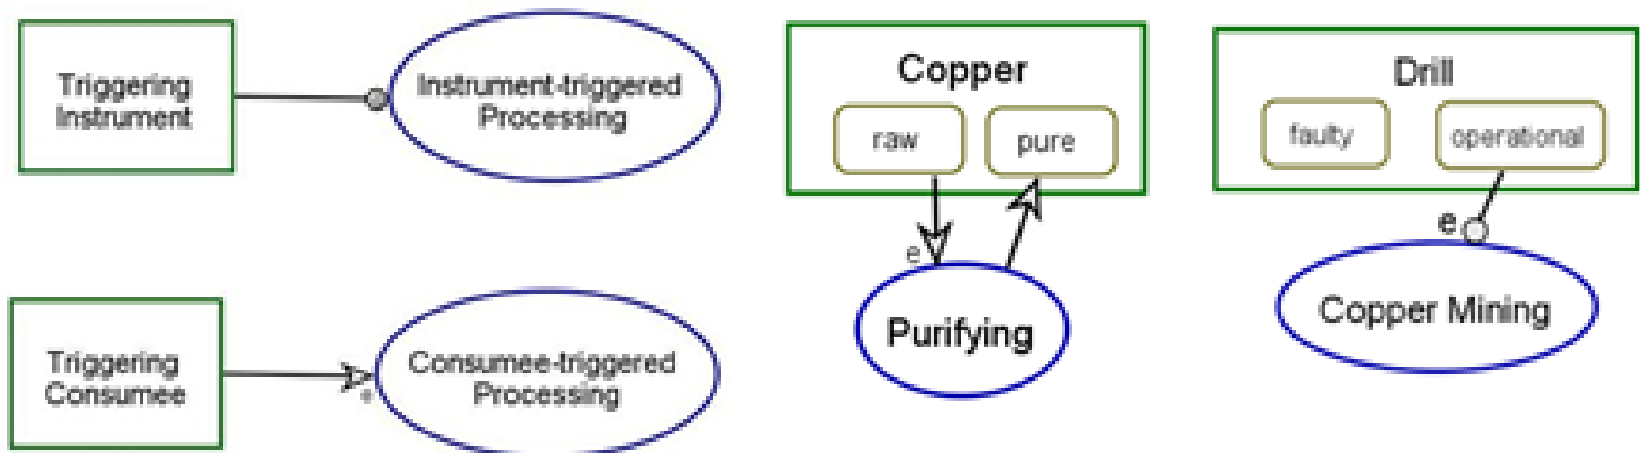 Triggering
Instrument
Instrument-triggered
Processing
Triggering
Consumee
Consumee-triggered
Processing
Copper
raw
pure
e
Purifying
Drill
faulty
operational
e
Copper Mining